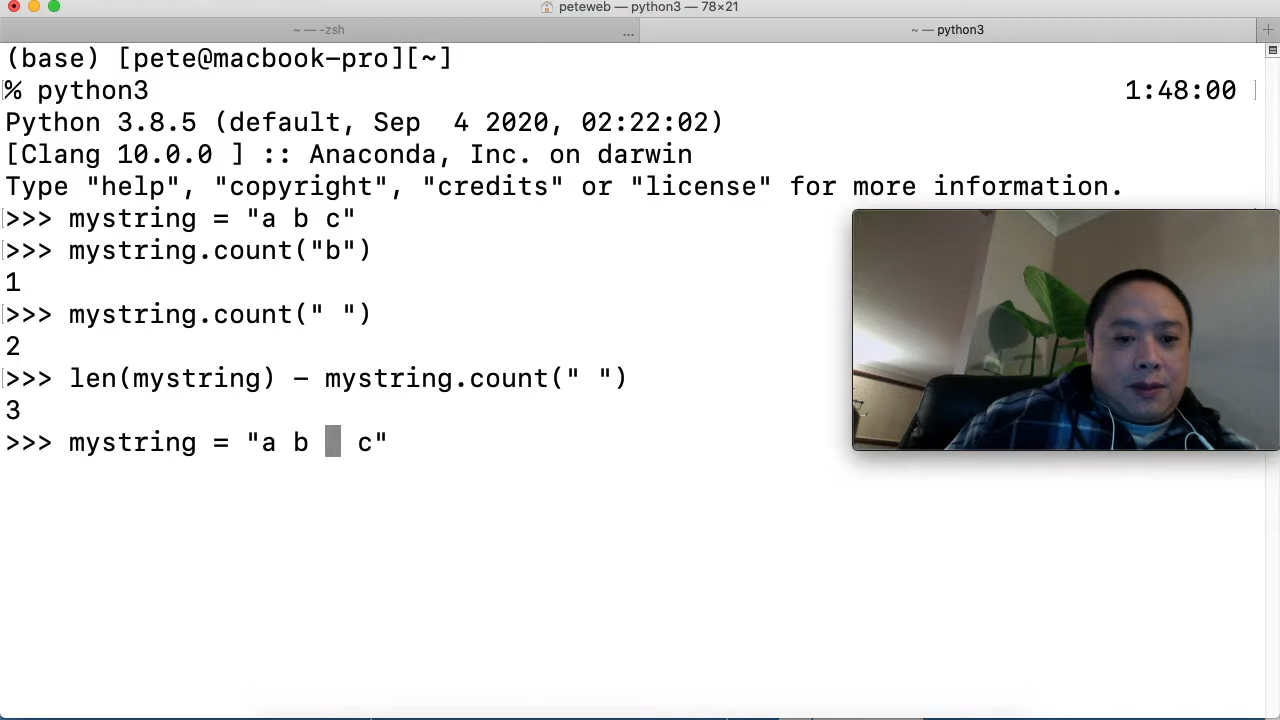 peteweb — python3 — 78×21
~ — -zsh ... ~ — python3 +
(base) [pete@macbook-pro][~]
% python3 1:48:00
Python 3.8.5 (default, Sep  4 2020, 02:22:02)
[Clang 10.0.0 ] :: Anaconda, Inc. on darwin
Type "help", "copyright", "credits" or "license" for more information.
>>> mystring = "a b c"
>>> mystring.count("b")
1
>>> mystring.count(" ")
2
>>> len(mystring) - mystring.count(" ")
3
>>> mystring = "a b   c"